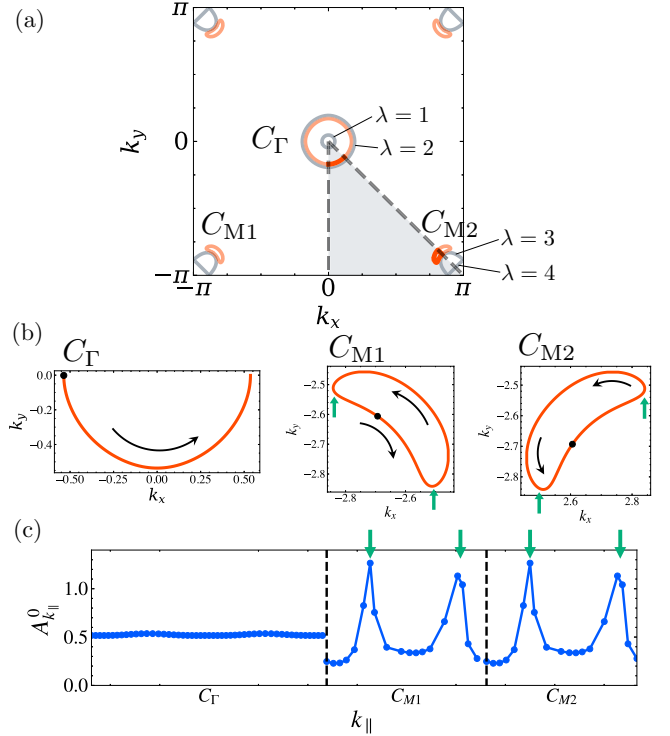 (a)
π
k_y
0
−π
C_Γ
λ = 1
λ = 2
C_M1
C_M2
λ = 3
λ = 4
−π
0
π
k_x
(b)
C_Γ
C_M1
C_M2
0.0
−0.2
−0.4
k_y
−0.50
−0.25
0.00
0.25
0.50
k_x
−2.5
−2.6
−2.7
−2.8
k_y
−2.8
−2.6
k_x
−2.5
−2.6
−2.7
−2.8
k_y
2.6
2.8
k_x
(c)
A^0_{k_∥}
1.0
0.5
0.0
C_Γ
C_M1
C_M2
k_∥